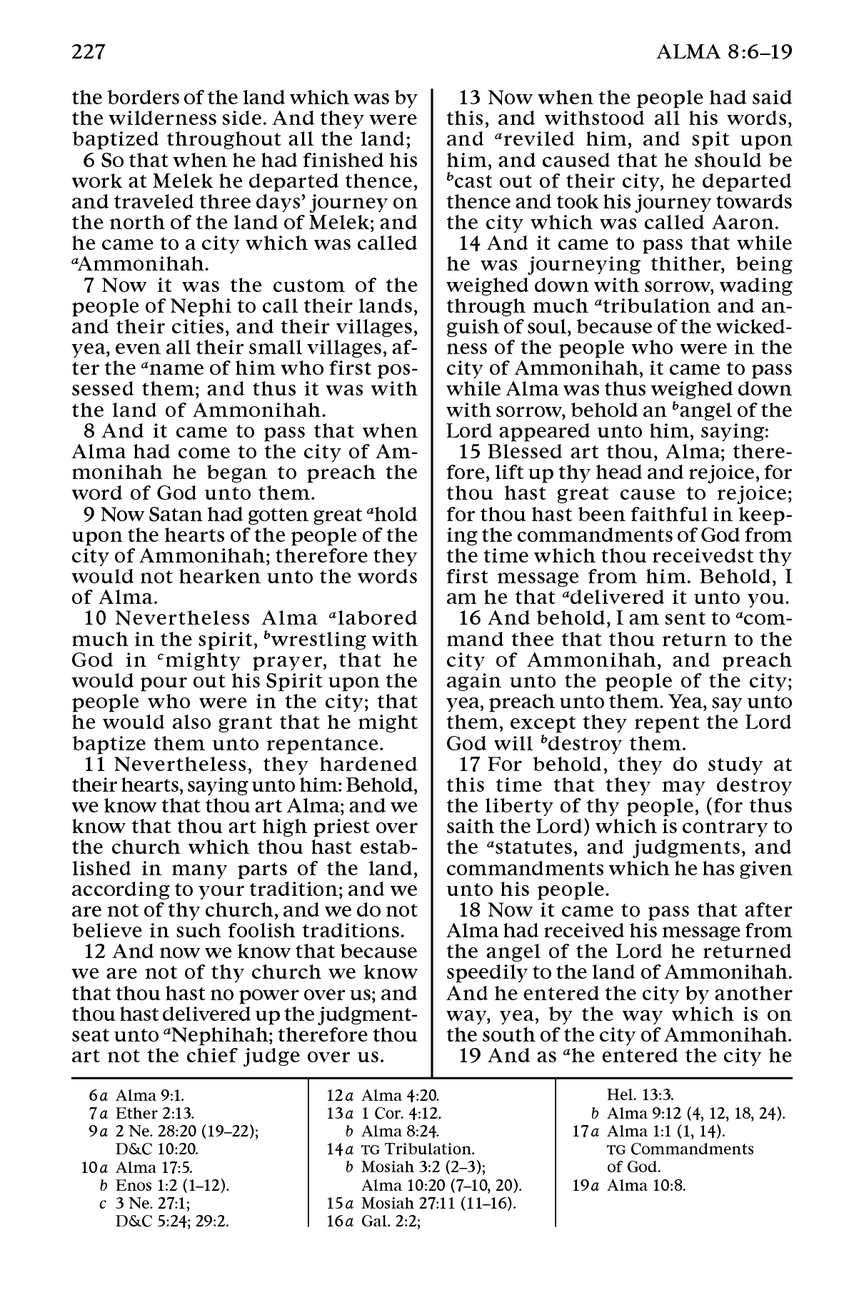 227
ALMA 8:6–19
the borders of the land which was by
the wilderness side. And they were
baptized throughout all the land;
6 So that when he had finished his
work at Melek he departed thence,
and traveled three days’ journey on
the north of the land of Melek; and
he came to a city which was called
aAmmonihah.
7 Now it was the custom of the
people of Nephi to call their lands,
and their cities, and their villages,
yea, even all their small villages, af-
ter the aname of him who first pos-
sessed them; and thus it was with
the land of Ammonihah.
8 And it came to pass that when
Alma had come to the city of Am-
monihah he began to preach the
word of God unto them.
9 Now Satan had gotten great ahold
upon the hearts of the people of the
city of Ammonihah; therefore they
would not hearken unto the words
of Alma.
10 Nevertheless Alma alabored
much in the spirit, bwrestling with
God in cmighty prayer, that he
would pour out his Spirit upon the
people who were in the city; that
he would also grant that he might
baptize them unto repentance.
11 Nevertheless, they hardened
their hearts, saying unto him: Behold,
we know that thou art Alma; and we
know that thou art high priest over
the church which thou hast estab-
lished in many parts of the land,
according to your tradition; and we
are not of thy church, and we do not
believe in such foolish traditions.
12 And now we know that because
we are not of thy church we know
that thou hast no power over us; and
thou hast delivered up the judgment-
seat unto aNephihah; therefore thou
art not the chief judge over us.
13 Now when the people had said
this, and withstood all his words,
and areviled him, and spit upon
him, and caused that he should be
bcast out of their city, he departed
thence and took his journey towards
the city which was called Aaron.
14 And it came to pass that while
he was journeying thither, being
weighed down with sorrow, wading
through much atribulation and an-
guish of soul, because of the wicked-
ness of the people who were in the
city of Ammonihah, it came to pass
while Alma was thus weighed down
with sorrow, behold an bangel of the
Lord appeared unto him, saying:
15 Blessed art thou, Alma; there-
fore, lift up thy head and rejoice, for
thou hast great cause to rejoice;
for thou hast been faithful in keep-
ing the commandments of God from
the time which thou receivedst thy
first message from him. Behold, I
am he that adelivered it unto you.
16 And behold, I am sent to acom-
mand thee that thou return to the
city of Ammonihah, and preach
again unto the people of the city;
yea, preach unto them. Yea, say unto
them, except they repent the Lord
God will bdestroy them.
17 For behold, they do study at
this time that they may destroy
the liberty of thy people, (for thus
saith the Lord) which is contrary to
the astatutes, and judgments, and
commandments which he has given
unto his people.
18 Now it came to pass that after
Alma had received his message from
the angel of the Lord he returned
speedily to the land of Ammonihah.
And he entered the city by another
way, yea, by the way which is on
the south of the city of Ammonihah.
19 And as ahe entered the city he
6a Alma 9:1.
7a Ether 2:13.
9a 2 Ne. 28:20 (19–22);
D&C 10:20.
10a Alma 17:5.
b Enos 1:2 (1–12).
c 3 Ne. 27:1;
D&C 5:24; 29:2.
12a Alma 4:20.
13a 1 Cor. 4:12.
b Alma 8:24.
14a TG Tribulation.
b Mosiah 3:2 (2–3);
Alma 10:20 (7–10, 20).
15a Mosiah 27:11 (11–16).
16a Gal. 2:2;
Hel. 13:3.
b Alma 9:12 (4, 12, 18, 24).
17a Alma 1:1 (1, 14).
TG Commandments
of God.
19a Alma 10:8.